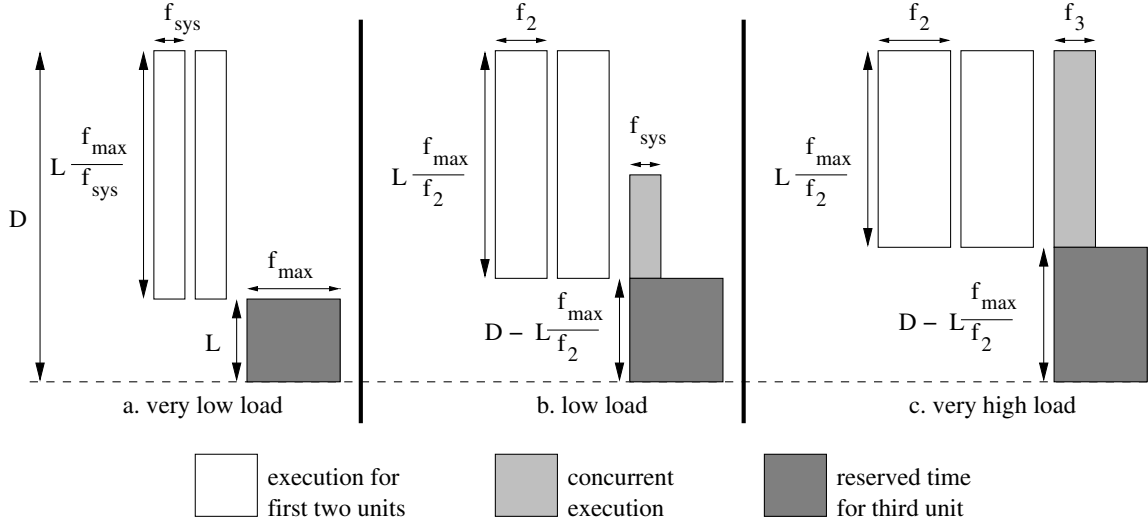 f_sys
L f_max / f_sys
D
f_max
L
a. very low load
f_2
L f_max / f_2
f_sys
D − L f_max / f_2
b. low load
f_2
f_3
L f_max / f_2
D − L f_max / f_2
c. very high load
execution for
first two units
concurrent
execution
reserved time
for third unit